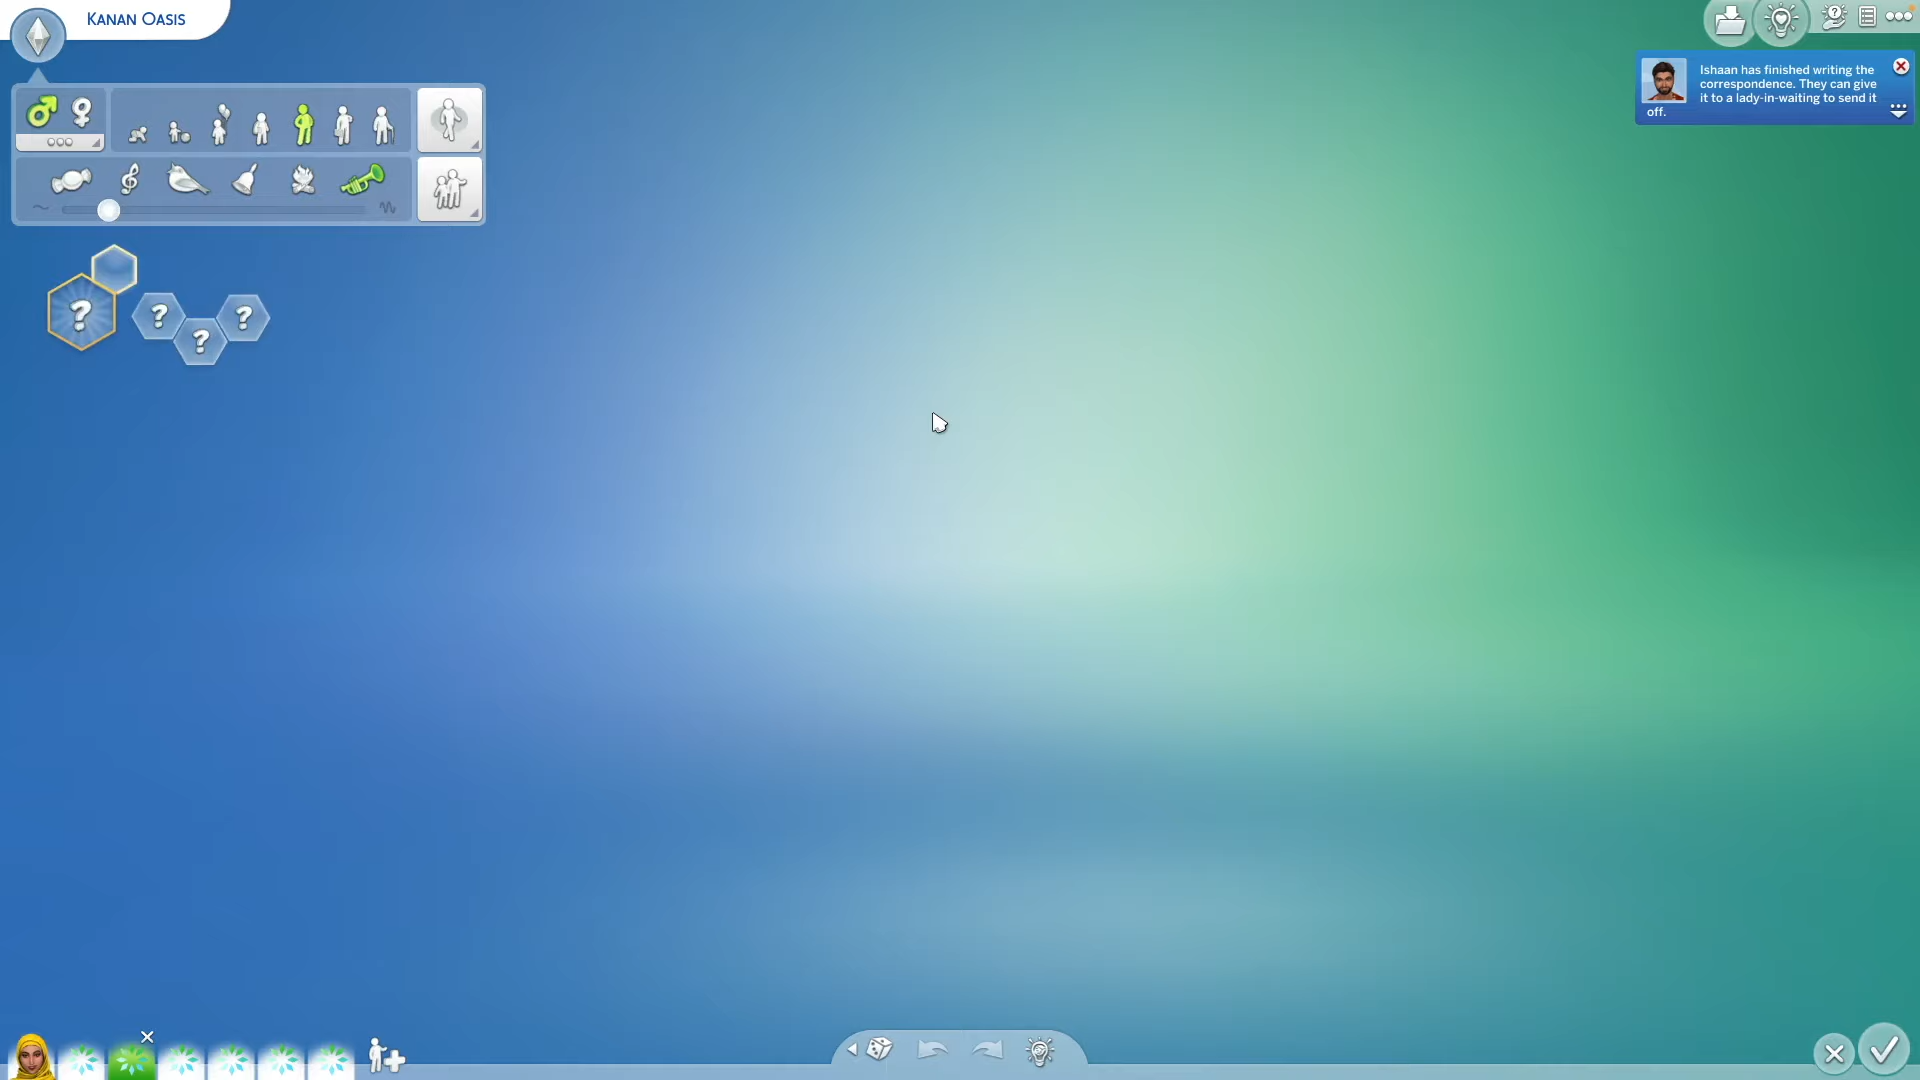 Kanan Oasis
Ishaan has finished writing the
correspondence. They can give
it to a lady-in-waiting to send it
off.